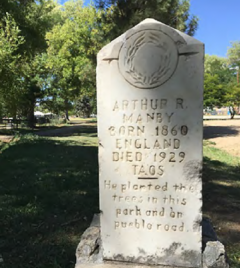 ARTHUR R.
MANBY
BORN 1860
ENGLAND
DIED 1929
TAOS
He planted the
trees in this
park and on
pueblo road.